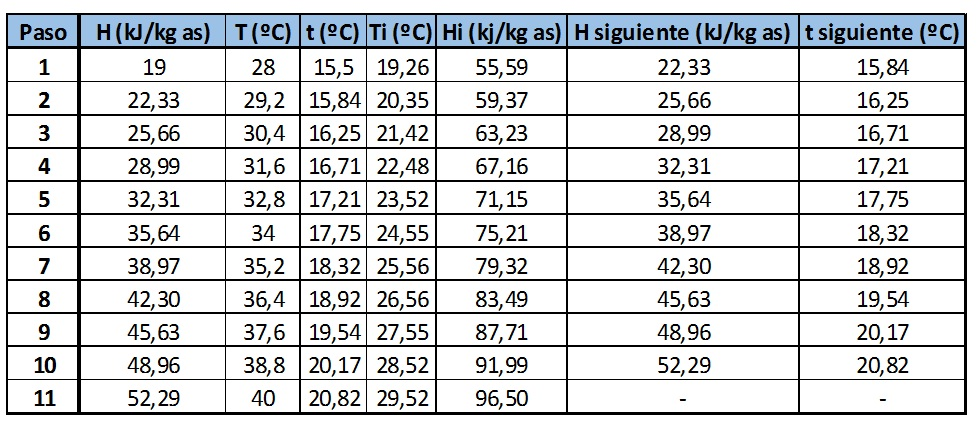 Paso H (kJ/kg as) T (ºC) t (ºC) Ti (ºC) Hi (kj/kg as) H siguiente (kJ/kg as) t siguiente (ºC)
1 19 28 15,5 19,26 55,59 22,33 15,84
2 22,33 29,2 15,84 20,35 59,37 25,66 16,25
3 25,66 30,4 16,25 21,42 63,23 28,99 16,71
4 28,99 31,6 16,71 22,48 67,16 32,31 17,21
5 32,31 32,8 17,21 23,52 71,15 35,64 17,75
6 35,64 34 17,75 24,55 75,21 38,97 18,32
7 38,97 35,2 18,32 25,56 79,32 42,30 18,92
8 42,30 36,4 18,92 26,56 83,49 45,63 19,54
9 45,63 37,6 19,54 27,55 87,71 48,96 20,17
10 48,96 38,8 20,17 28,52 91,99 52,29 20,82
11 52,29 40 20,82 29,52 96,50 - -